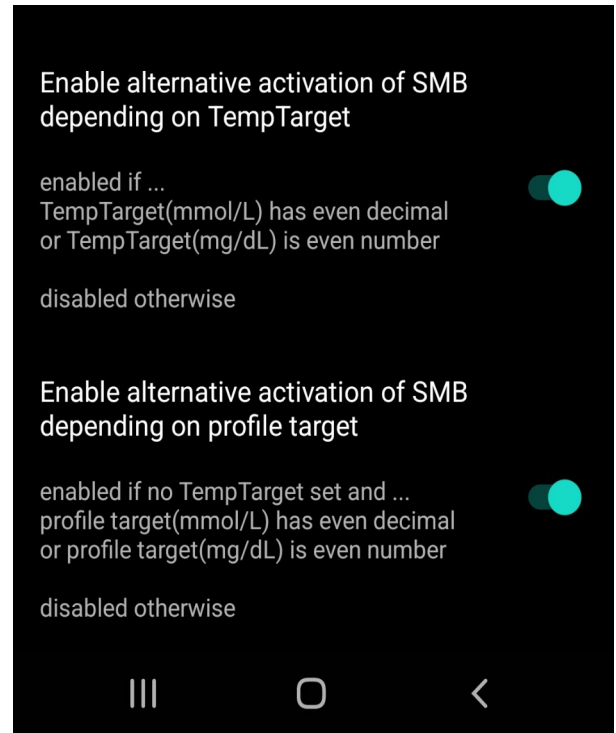 Enable alternative activation of SMB
depending on TempTarget
enabled if ...
TempTarget(mmol/L) has even decimal
or TempTarget(mg/dL) is even number
disabled otherwise
Enable alternative activation of SMB
depending on profile target
enabled if no TempTarget set and ...
profile target(mmol/L) has even decimal
or profile target(mg/dL) is even number
disabled otherwise